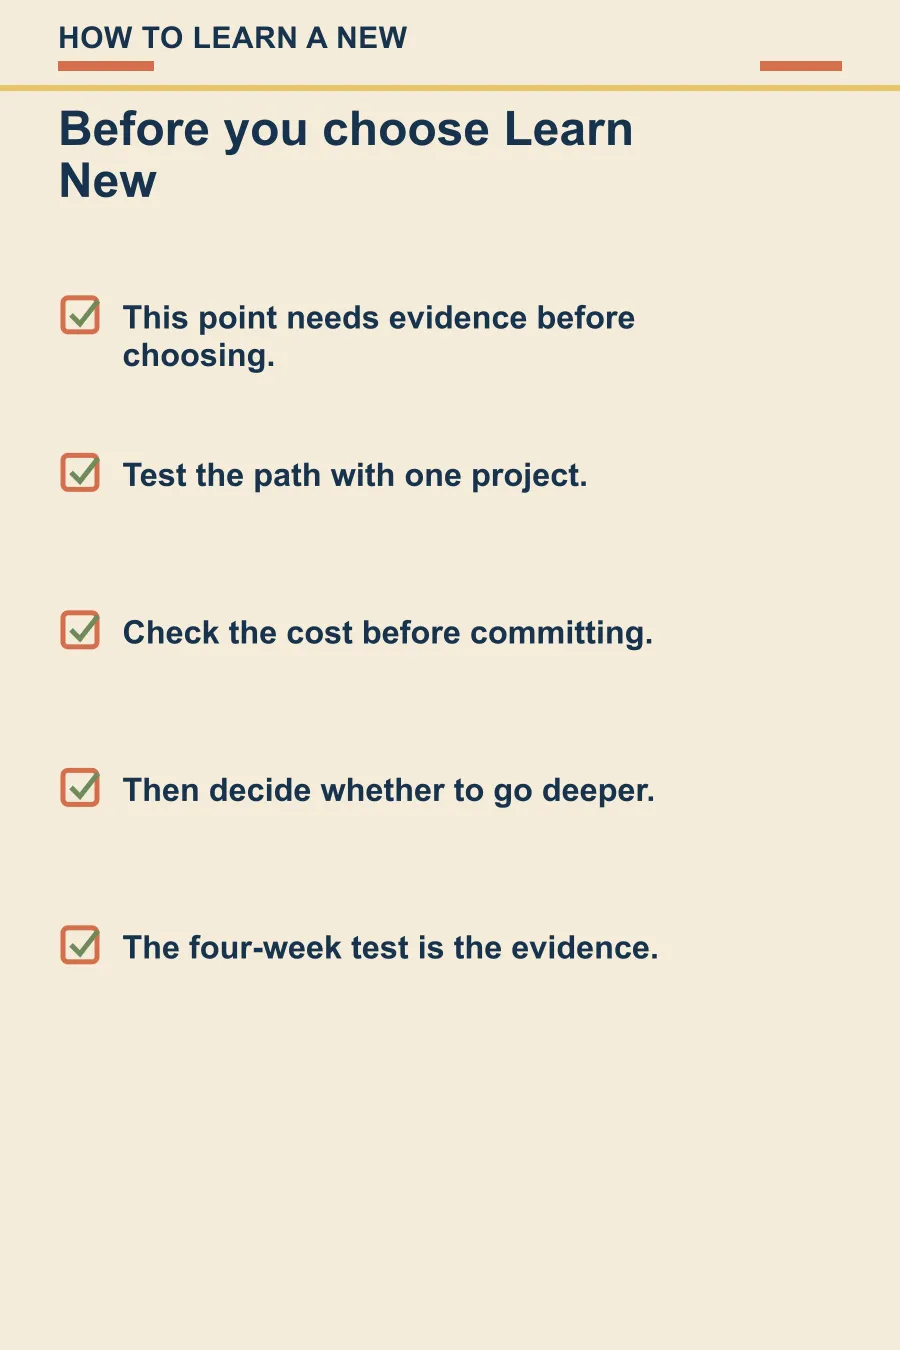 HOW TO LEARN A NEW
Before you choose Learn
New
This point needs evidence before
choosing.
Test the path with one project.
Check the cost before committing.
Then decide whether to go deeper.
The four-week test is the evidence.